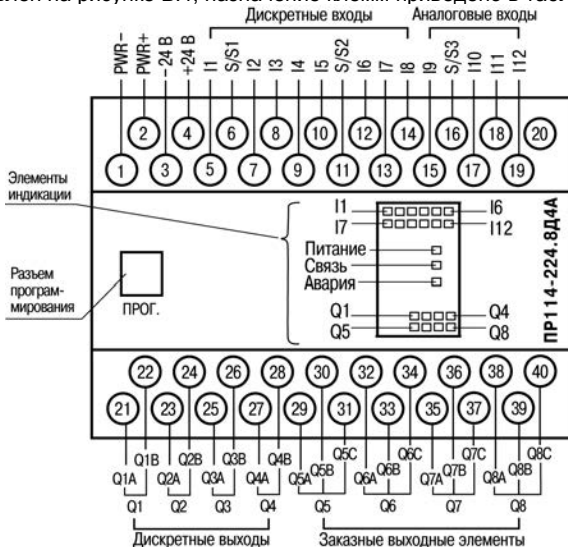 Дискретные входы Аналоговые входы
PWR– PWR+ –24 В +24 В I1 S/S1 I2 I3 I4 I5 S/S2 I6 I7 I8 I9 S/S3 I10 I11 I12
2 4 6 8 10 12 14 16 18 20
1 3 5 7 9 11 13 15 17 19
Элементы
индикации
I1 I6
I7 I12
Питание
Связь
Авария
Разъем
програм-
мирования
ПРОГ.
Q1 Q4
Q5 Q8
ПР114-224.8Д4А
22 24 26 28 30 32 34 36 38 40
21 23 25 27 29 31 33 35 37 39
Q1B Q2B Q3B Q4B Q5C Q6C Q7C Q8C
Q5B Q6B Q7B Q8B
Q1A Q2A Q3A Q4A Q5A Q6A Q7A Q8A
Q1 Q2 Q3 Q4 Q5 Q6 Q7 Q8
Дискретные выходы Заказные выходные элементы